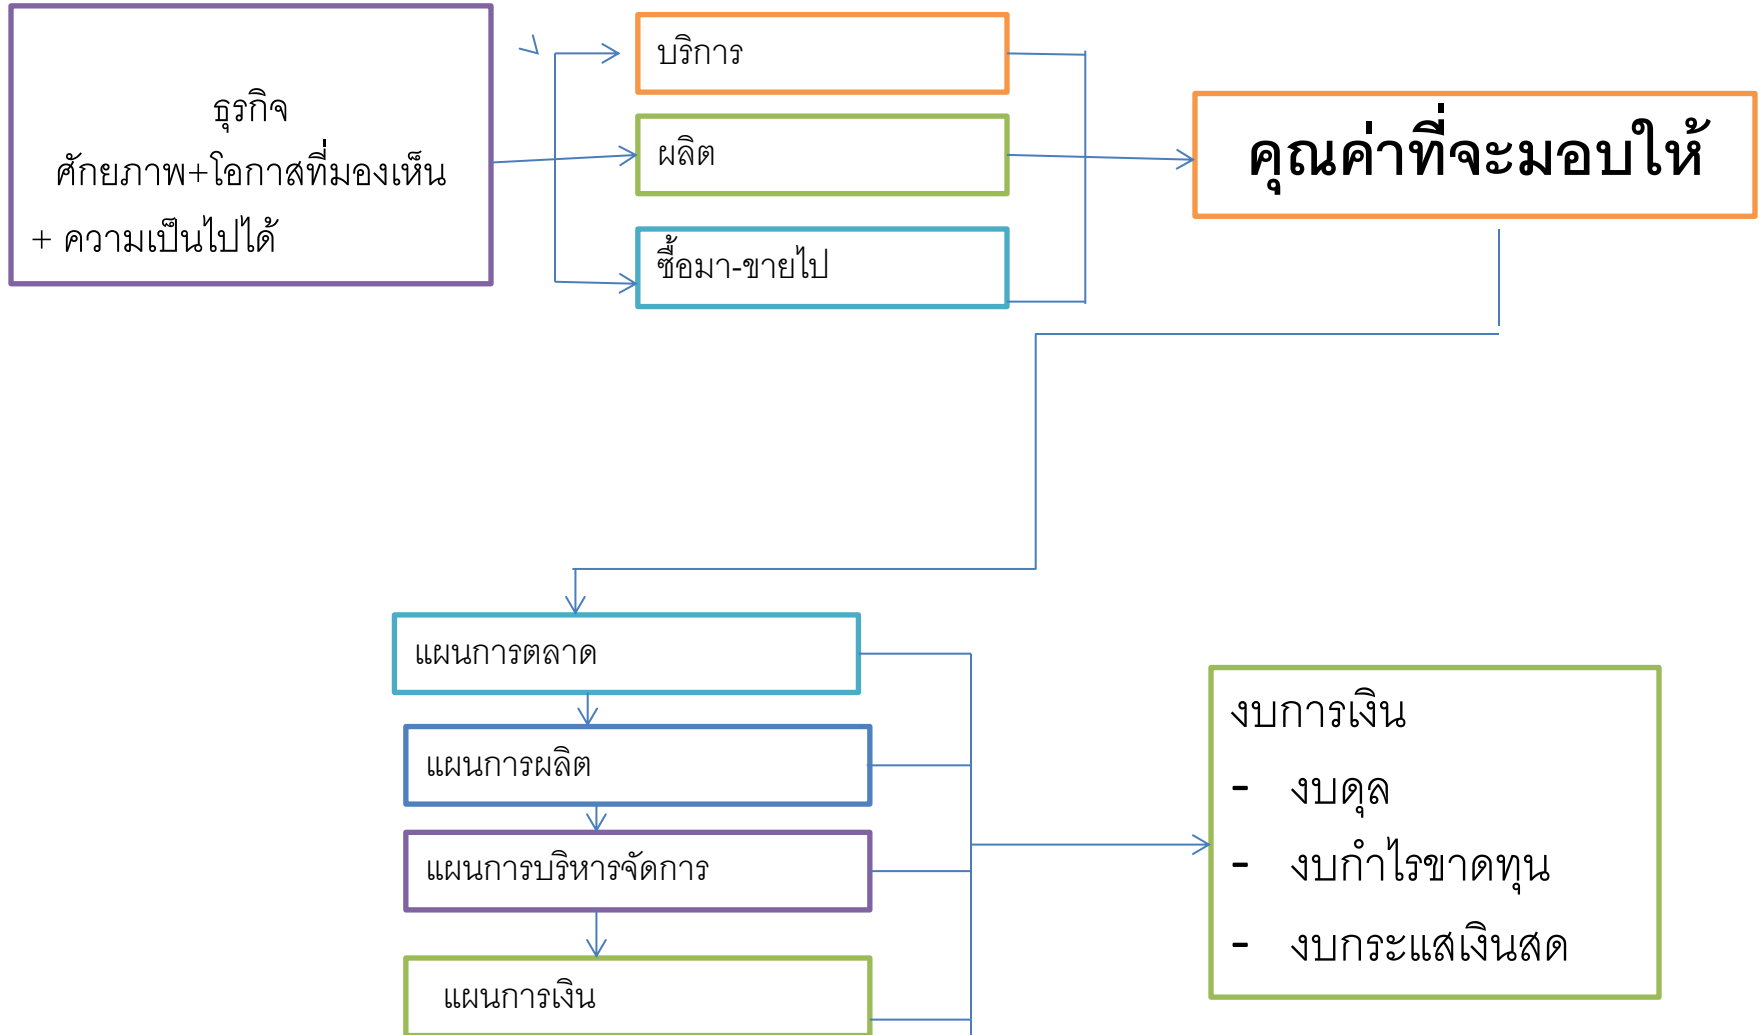 ธุรกิจ
ศักยภาพ+โอกาสที่มองเห็น
+ ความเป็นไปได้
บริการ
ผลิต
ซื้อมา-ขายไป
คุณค่าที่จะมอบให้
แผนการตลาด
แผนการผลิต
แผนการบริหารจัดการ
แผนการเงิน
งบการเงิน
- งบดุล
- งบกำไรขาดทุน
- งบกระแสเงินสด